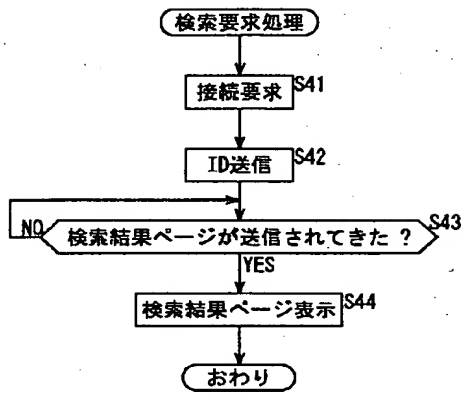 検索要求処理
接続要求 S41
ID送信 S42
NO 検索結果ページが送信されてきた ? S43
YES
検索結果ページ表示 S44
おわり